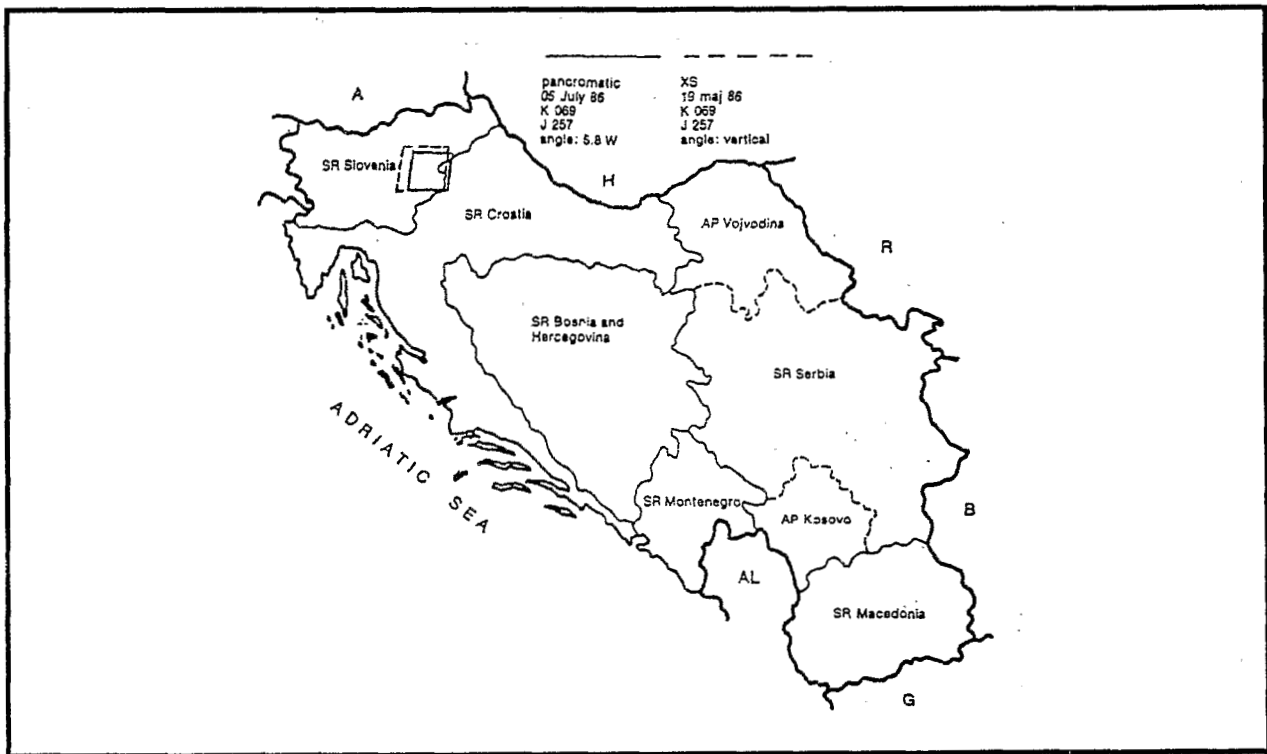 pancromatic
05 July 86
K 069
J 257
angle: 5.8 W
XS
19 maj 86
K 069
J 257
angle: vertical
A
SR Slovenia
H
SR Croatia
AP Vojvodina
R
SR Bosnia and
Hercegovina
SR Serbia
ADRIATIC SEA
SR Montenegro
AP Kosovo
B
AL
SR Macedonia
G